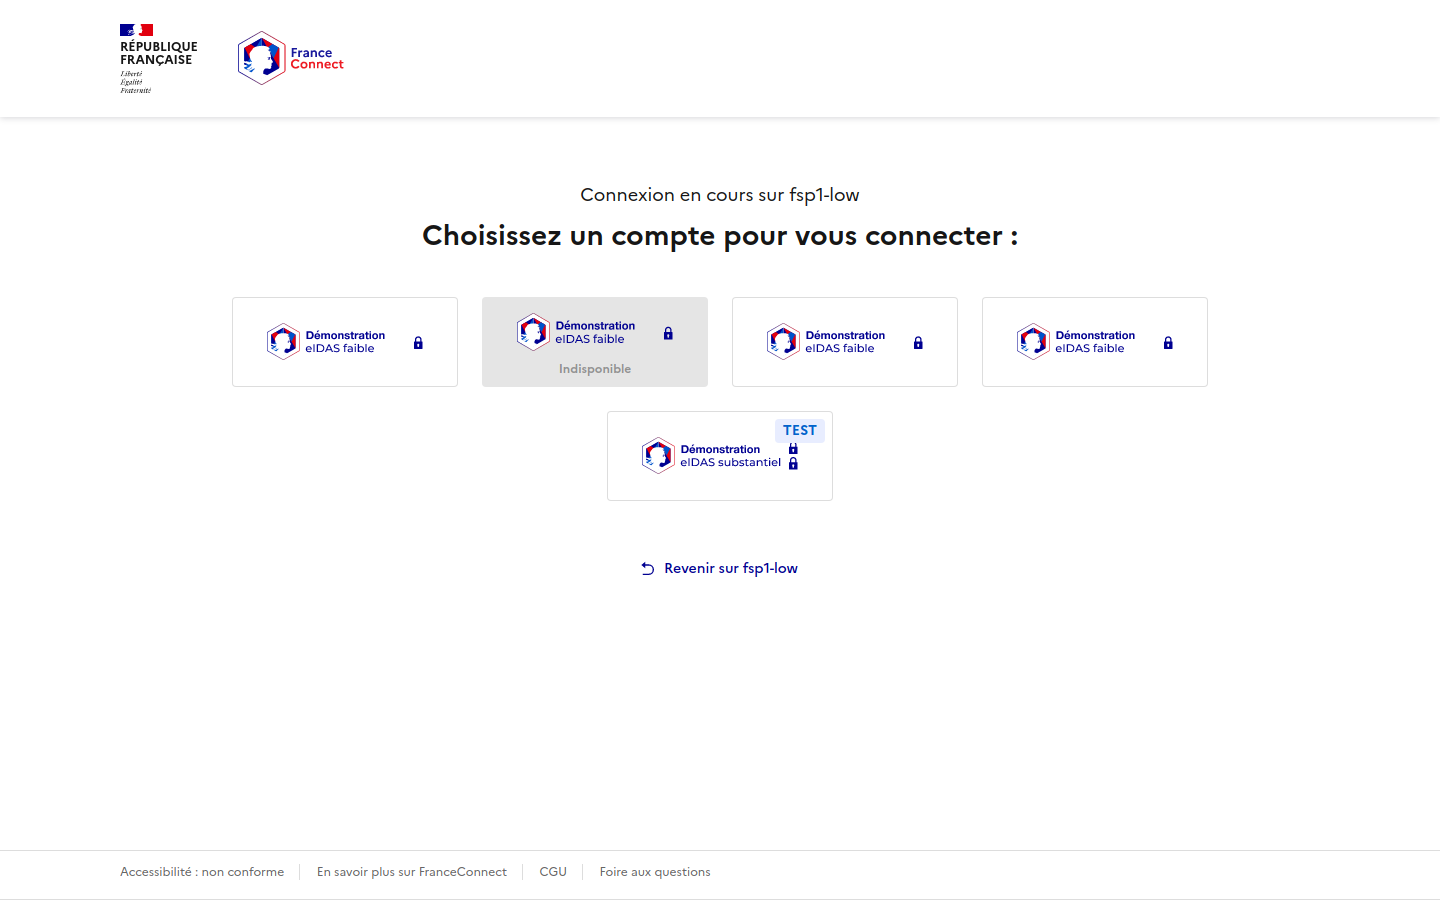 RÉPUBLIQUE
FRANÇAISE
Liberté
Égalité
Fraternité
France
Connect
Connexion en cours sur fsp1-low
Choisissez un compte pour vous connecter :
Démonstration
eIDAS faible
Démonstration
eIDAS faible
Indisponible
Démonstration
eIDAS faible
Démonstration
eIDAS faible
TEST
Démonstration
eIDAS substantiel
Revenir sur fsp1-low
Accessibilité : non conforme
En savoir plus sur FranceConnect
CGU
Foire aux questions